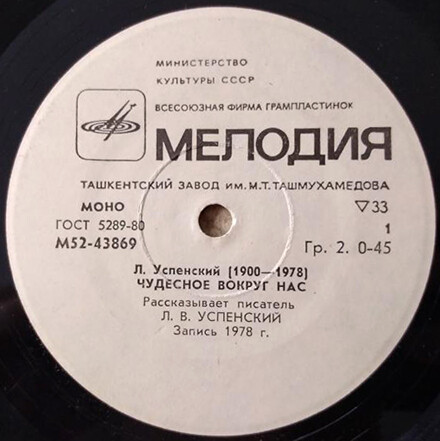 МИНИСТЕРСТВО
КУЛЬТУРЫ СССР
ВСЕСОЮЗНАЯ ФИРМА ГРАМПЛАСТИНОК
МЕЛОДИЯ
ТАШКЕНТСКИЙ ЗАВОД ИМ. М.Т. ТАШМУХАМЕДОВА
МОНО ▽33
ГОСТ 5289-80 1
М52-43869 Гр. 2. 0-45
Л. Успенский (1900—1978)
ЧУДЕСНОЕ ВОКРУГ НАС
Рассказывает писатель
Л. В. УСПЕНСКИЙ
Запись 1978 г.